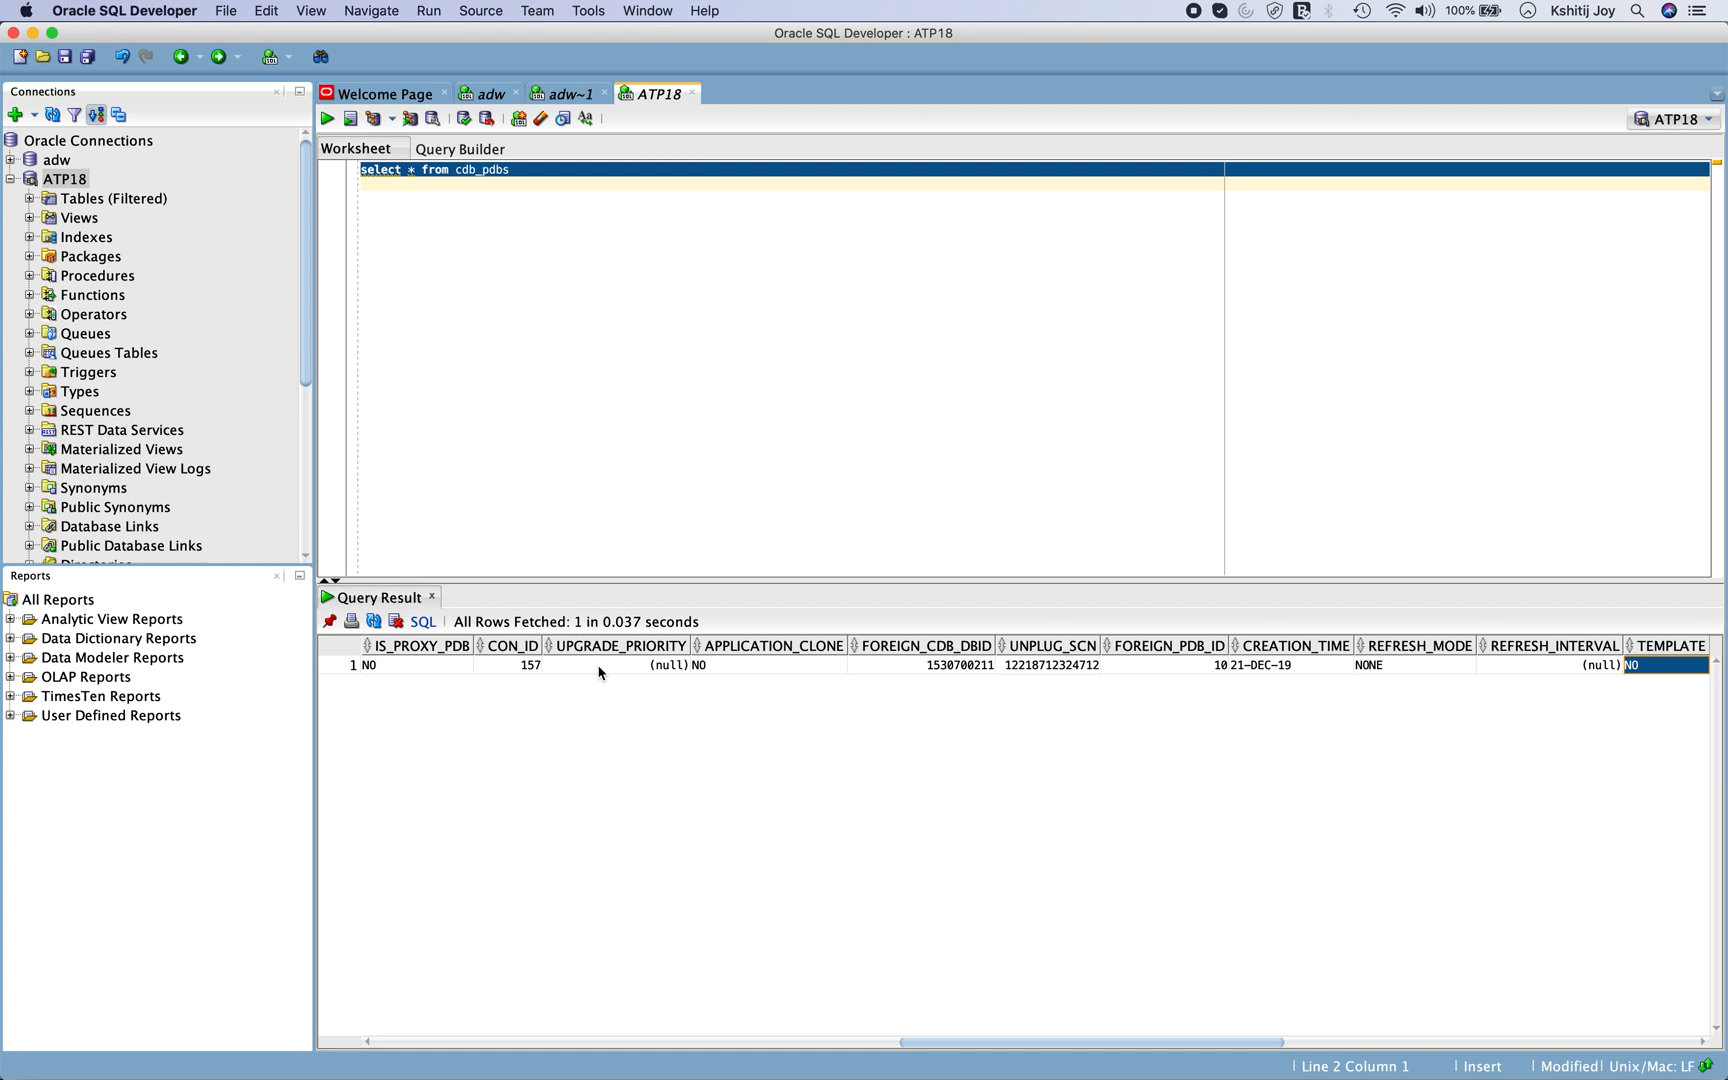 Oracle SQL Developer File Edit View Navigate Run Source Team Tools Window Help 100% Kshitij Joy
Oracle SQL Developer : ATP18
Connections
Oracle Connections
adw
ATP18
Tables (Filtered)
Views
Indexes
Packages
Procedures
Functions
Operators
Queues
Queues Tables
Triggers
Types
Sequences
REST Data Services
Materialized Views
Materialized View Logs
Synonyms
Public Synonyms
Database Links
Public Database Links
Reports
All Reports
Analytic View Reports
Data Dictionary Reports
Data Modeler Reports
OLAP Reports
TimesTen Reports
User Defined Reports
Welcome Page adw adw~1 ATP18
ATP18
Worksheet Query Builder
select * from cdb_pdbs
Query Result
SQL All Rows Fetched: 1 in 0.037 seconds
IS_PROXY_PDB CON_ID UPGRADE_PRIORITY APPLICATION_CLONE FOREIGN_CDB_DBID UNPLUG_SCN FOREIGN_PDB_ID CREATION_TIME REFRESH_MODE REFRESH_INTERVAL TEMPLATE
1 NO 157 (null) NO 1530700211 12218712324712 10 21-DEC-19 NONE (null) NO
Line 2 Column 1 Insert Modified Unix/Mac: LF